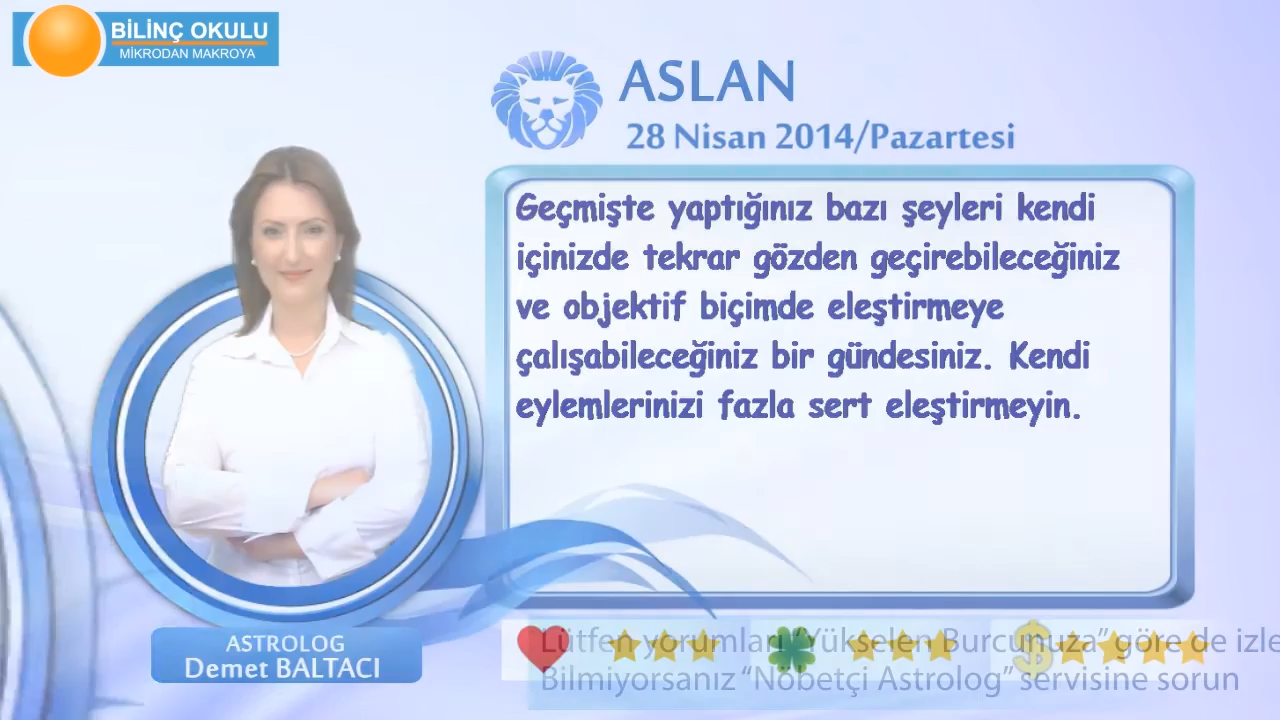 BİLİNÇ OKULU
MİKRODAN MAKROYA
ASLAN
28 Nisan 2014/Pazartesi
Geçmişte yaptığınız bazı şeyleri kendi
içinizde tekrar gözden geçirebileceğiniz
ve objektif biçimde eleştirmeye
çalışabileceğiniz bir gündesiniz. Kendi
eylemlerinizi fazla sert eleştirmeyin.
ASTROLOG
Demet BALTACI
Lütfen yorumları "Yükselen Burcunuza" göre de izle
Bilmiyorsanız "Nöbetçi Astrolog" servisine sorun